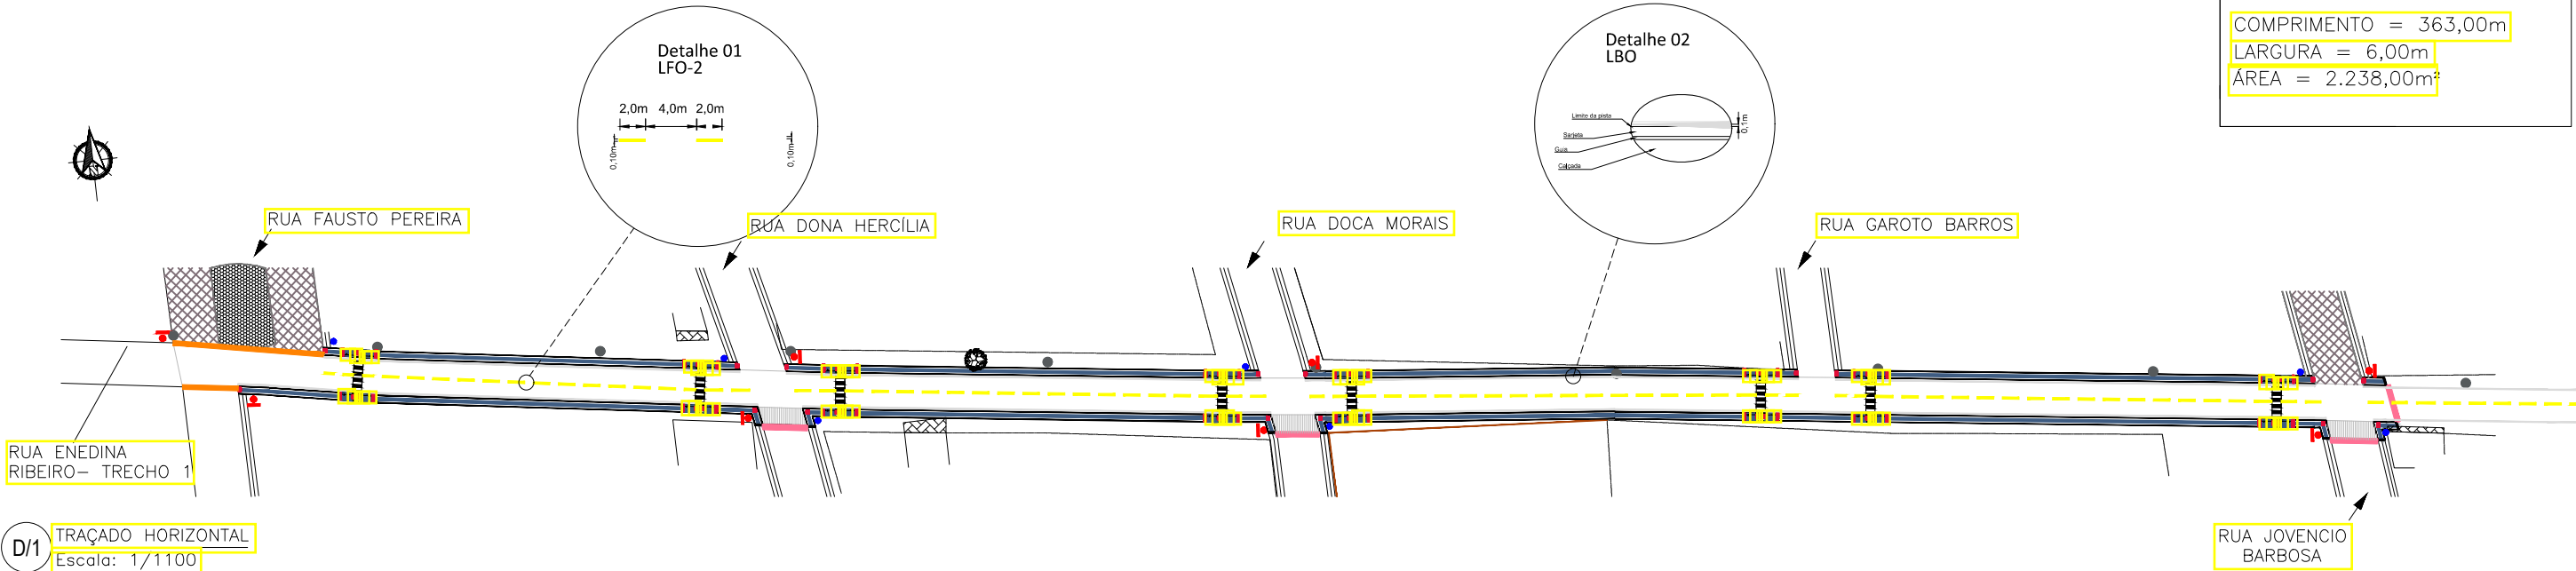 COMPRIMENTO = 363,00m
LARGURA = 6,00m
ÁREA = 2.238,00m²
Detalhe 01
LFO-2
2,0m 4,0m 2,0m
0,10m
0,10m
Detalhe 02
LBO
Limite da pista
Sarjeta
Guia
Calçada
0,1m
RUA FAUSTO PEREIRA
RUA DONA HERCÍLIA
RUA DOCA MORAIS
RUA GAROTO BARROS
RUA ENEDINA
RIBEIRO- TRECHO 1
RUA JOVENCIO
BARBOSA
D/1
TRAÇADO HORIZONTAL
Escala: 1/1100